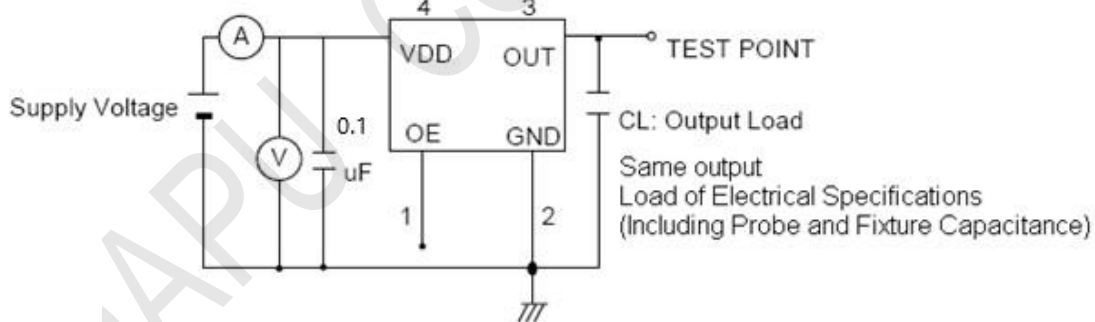 4
3
A
VDD
OUT
TEST POINT
Supply Voltage
0.1
uF
V
OE
GND
CL: Output Load
Same output
Load of Electrical Specifications
(Including Probe and Fixture Capacitance)
1
2